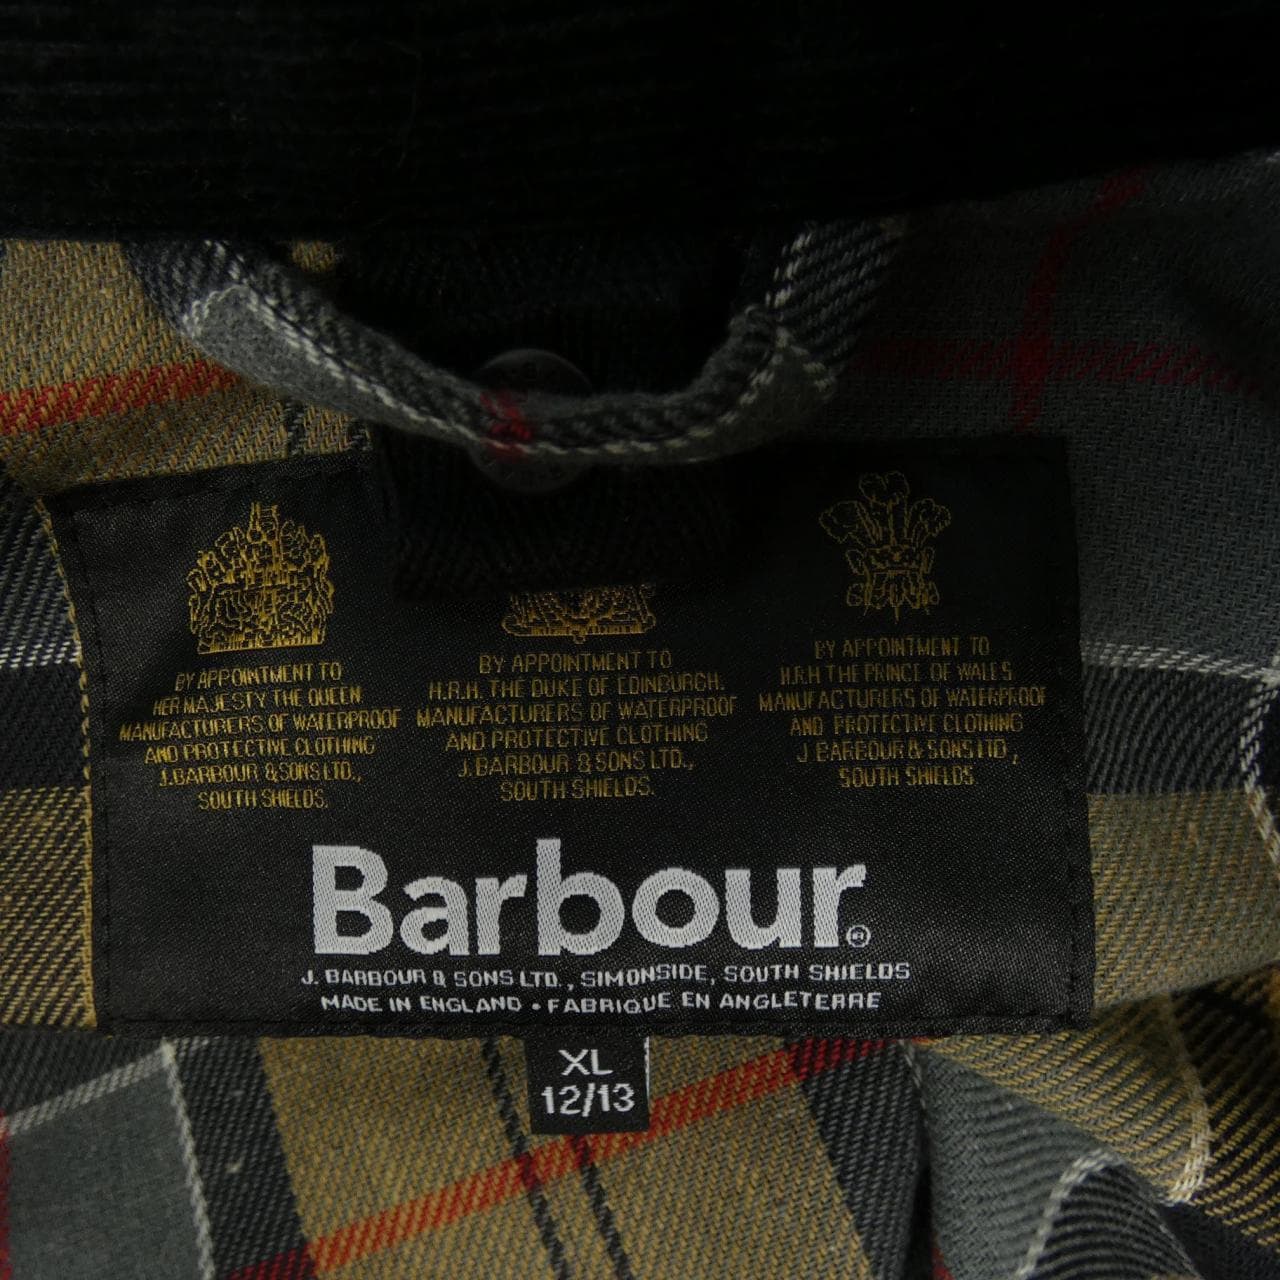 BY APPOINTMENT TO
HER MAJESTY THE QUEEN
MANUFACTURERS OF WATERPROOF
AND PROTECTIVE CLOTHING
J.BARBOUR & SONS LTD.,
SOUTH SHIELDS.
BY APPOINTMENT TO
H.R.H. THE DUKE OF EDINBURGH.
MANUFACTURERS OF WATERPROOF
AND PROTECTIVE CLOTHING
J.BARBOUR & SONS LTD.,
SOUTH SHIELDS.
BY APPOINTMENT TO
H.R.H THE PRINCE OF WALES
MANUFACTURERS OF WATERPROOF
AND PROTECTIVE CLOTHING
J BARBOUR & SONS LTD,
SOUTH SHIELDS
Barbour®
J. BARBOUR & SONS LTD., SIMONSIDE, SOUTH SHIELDS
MADE IN ENGLAND • FABRIQUE EN ANGLETERRE
XL
12/13